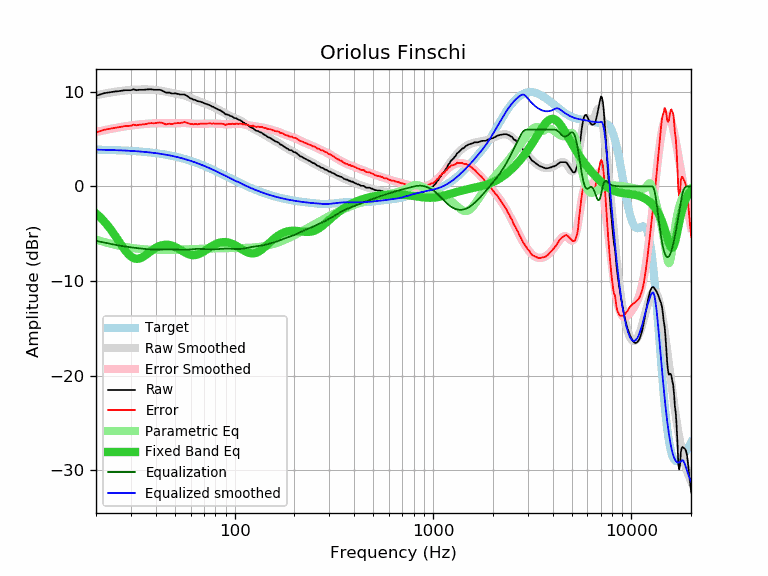 Oriolus Finschi
10
0
−10
−20
−30
Amplitude (dBr)
Target
Raw Smoothed
Error Smoothed
Raw
Error
Parametric Eq
Fixed Band Eq
Equalization
Equalized smoothed
100 1000 10000
Frequency (Hz)